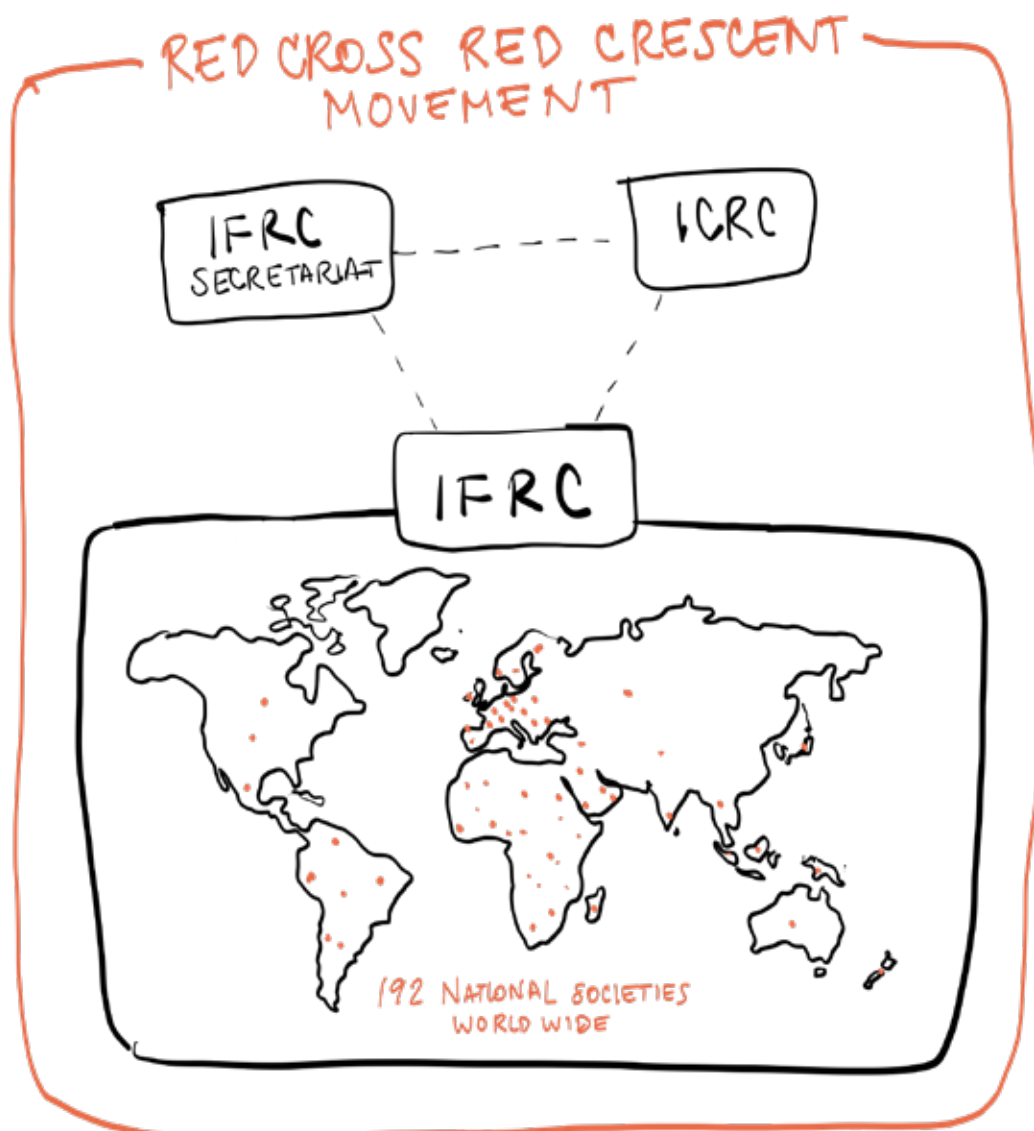 RED CROSS RED CRESCENT
MOVEMENT
IFRC
SECRETARIAT
ICRC
IFRC
192 NATIONAL SOCIETIES
WORLD WIDE